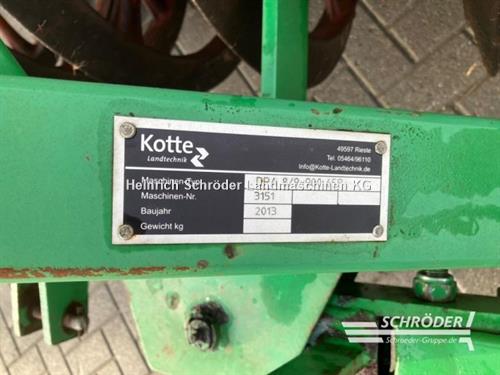 Kotte
Landtechnik
49597 Rieste
Tel. 05464/96110
Info@Kotte-Landtechnik.de
Heinrich Schröder Landmaschinen KG
Maschinen-Nr. 3151
Baujahr 2013
Gewicht kg
SCHRÖDER
Schroeder-Gruppe.de